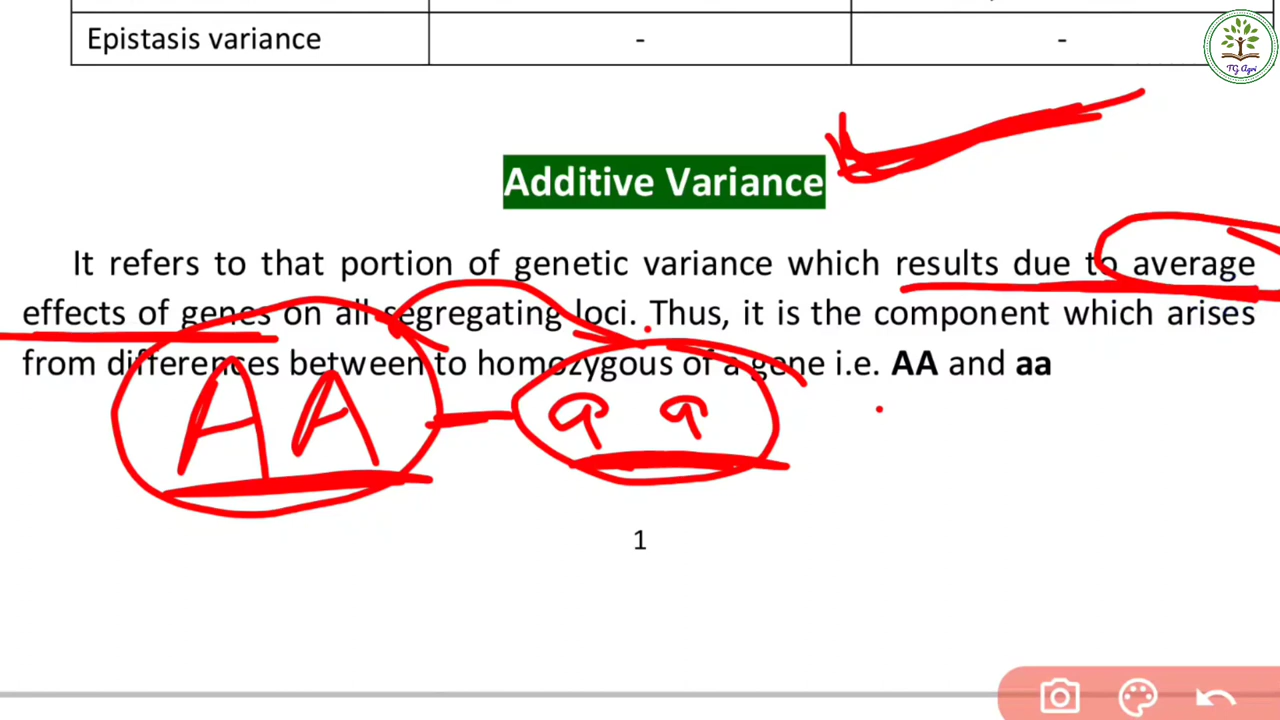 Epistasis variance - -
TG Agri
Additive Variance
It refers to that portion of genetic variance which results due to average
effects of genes on all segregating loci. Thus, it is the component which arises
from differences between to homozygous of a gene i.e. AA and aa
AA - a a
1